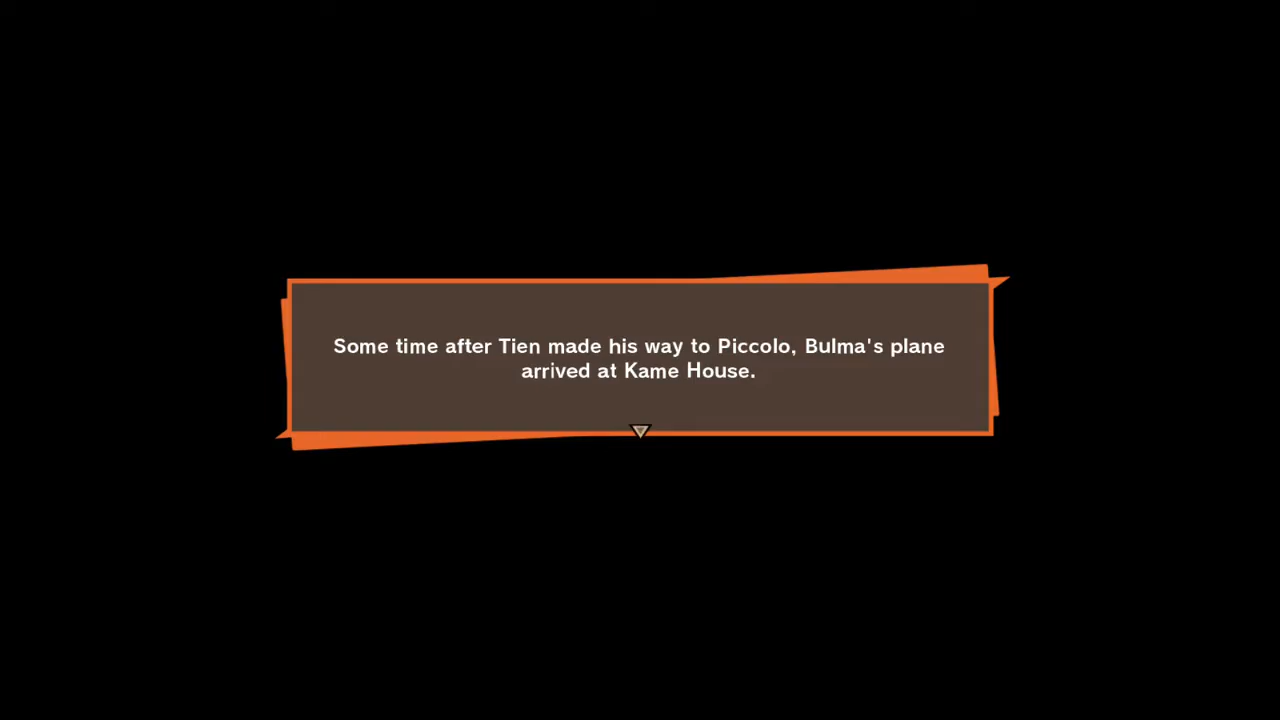 Some time after Tien made his way to Piccolo, Bulma's plane
arrived at Kame House.